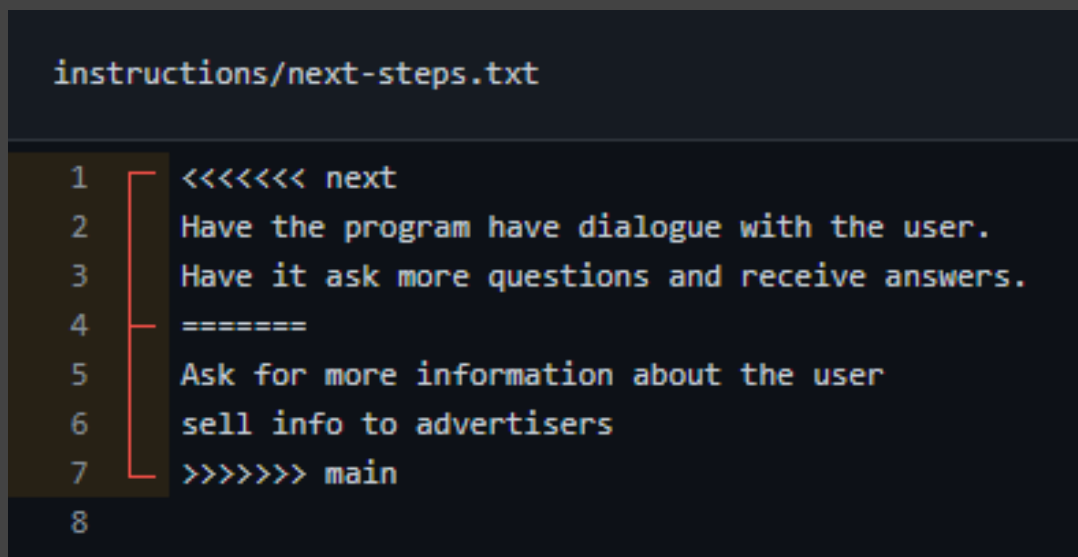 instructions/next-steps.txt
1 <<<<<<< next
2 Have the program have dialogue with the user.
3 Have it ask more questions and receive answers.
4 =======
5 Ask for more information about the user
6 sell info to advertisers
7 >>>>>>> main
8